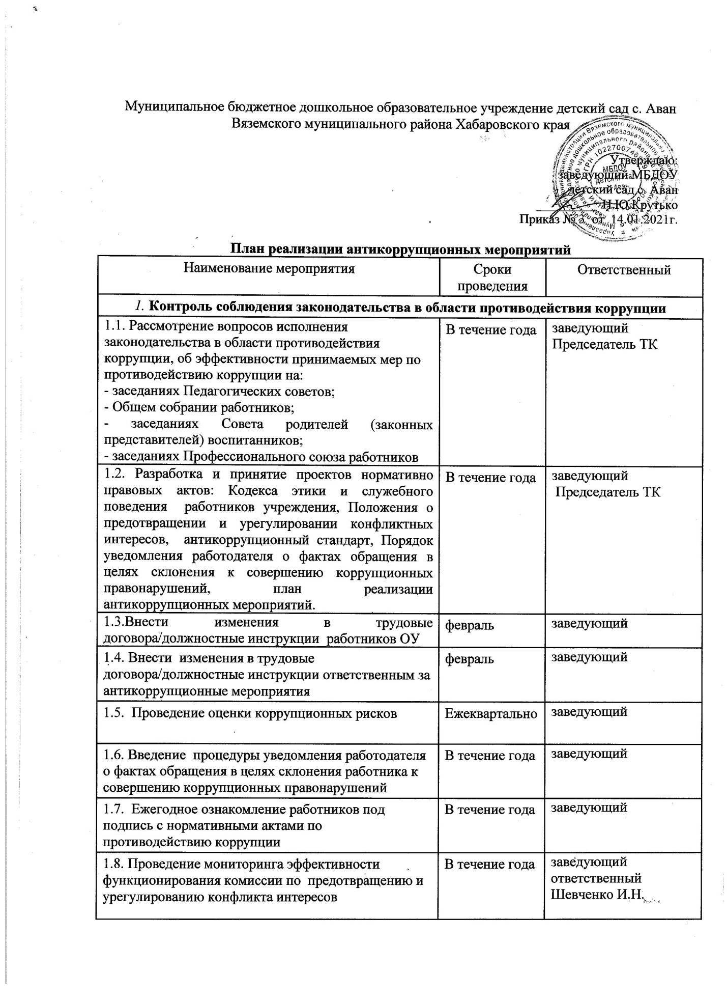 Муниципальное бюджетное дошкольное образовательное учреждение детский сад с. Аван
Вяземского муниципального района Хабаровского края
Утверждаю:
заведующий МБДОУ
детский сад с. Аван
Н.Ю.Крутько
Приказ № 3 от 14.01.2021г.
План реализации антикоррупционных мероприятий
Наименование мероприятия
Сроки
проведения
Ответственный
1. Контроль соблюдения законодательства в области противодействия коррупции
1.1. Рассмотрение вопросов исполнения
законодательства в области противодействия
коррупции, об эффективности принимаемых мер по
противодействию коррупции на:
- заседаниях Педагогических советов;
- Общем собрании работников;
- заседаниях Совета родителей (законных
представителей) воспитанников;
- заседаниях Профессионального союза работников
В течение года
заведующий
Председатель ТК
1.2. Разработка и принятие проектов нормативно
правовых актов: Кодекса этики и служебного
поведения работников учреждения, Положения о
предотвращении и урегулировании конфликтных
интересов, антикоррупционный стандарт, Порядок
уведомления работодателя о фактах обращения в
целях склонения к совершению коррупционных
правонарушений, план реализации
антикоррупционных мероприятий.
В течение года
заведующий
Председатель ТК
1.3.Внести изменения в трудовые
договора/должностные инструкции работников ОУ
февраль
заведующий
1.4. Внести изменения в трудовые
договора/должностные инструкции ответственным за
антикоррупционные мероприятия
февраль
заведующий
1.5. Проведение оценки коррупционных рисков
Ежеквартально
заведующий
1.6. Введение процедуры уведомления работодателя
о фактах обращения в целях склонения работника к
совершению коррупционных правонарушений
В течение года
заведующий
1.7. Ежегодное ознакомление работников под
подпись с нормативными актами по
противодействию коррупции
В течение года
заведующий
1.8. Проведение мониторинга эффективности
функционирования комиссии по предотвращению и
урегулированию конфликта интересов
В течение года
заведующий
ответственный
Шевченко И.Н.